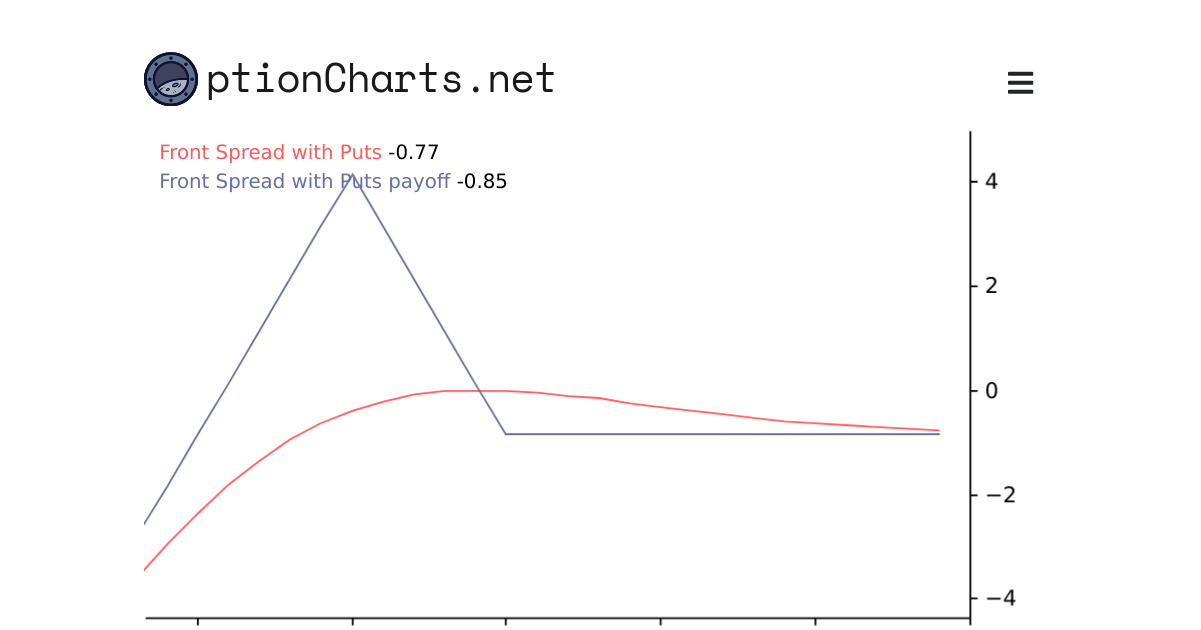 ptionCharts.net
Front Spread with Puts -0.77
Front Spread with Puts payoff -0.85
4
2
0
−2
−4